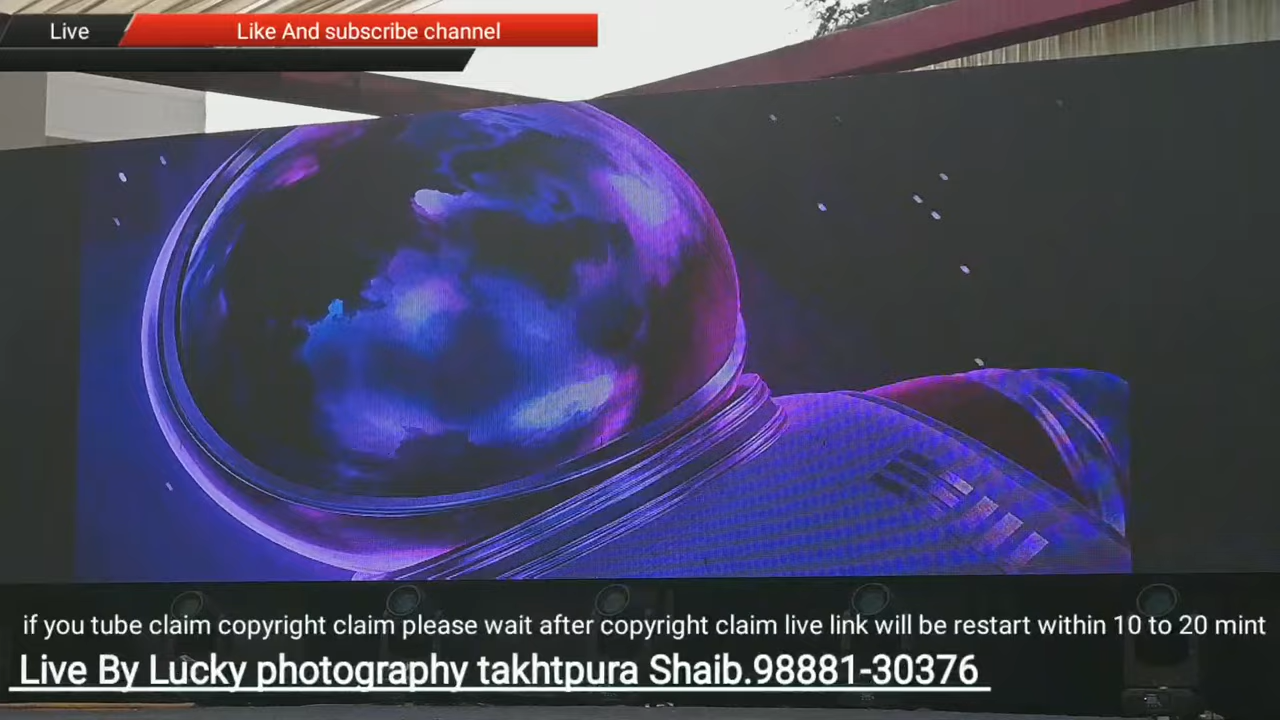 Live
Like And subscribe channel
if you tube claim copyright claim please wait after copyright claim live link will be restart within 10 to 20 mint
Live By Lucky photography takhtpura Shaib.98881-30376